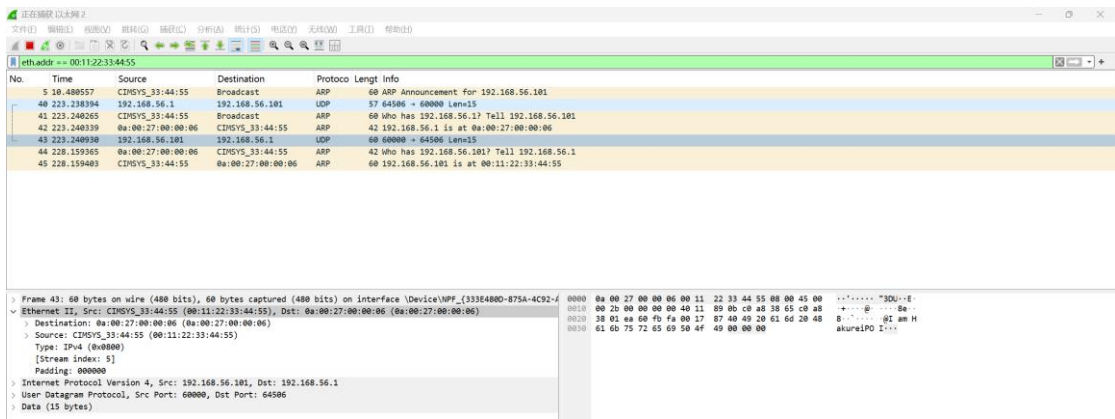 正在捕获 以太网 2
文件(F) 编辑(E) 视图(V) 跳转(G) 捕获(C) 分析(A) 统计(S) 电话(Y) 无线(W) 工具(T) 帮助(H)
eth.addr == 00:11:22:33:44:55
No. Time Source Destination Protoco Lengt Info
5 10.480557 CIMSYS_33:44:55 Broadcast ARP 60 ARP Announcement for 192.168.56.101
40 223.238394 192.168.56.1 192.168.56.101 UDP 57 64506 → 60000 Len=15
41 223.240265 CIMSYS_33:44:55 Broadcast ARP 60 Who has 192.168.56.1? Tell 192.168.56.101
42 223.240339 0a:00:27:00:00:06 CIMSYS_33:44:55 ARP 42 192.168.56.1 is at 0a:00:27:00:00:06
43 223.240930 192.168.56.101 192.168.56.1 UDP 60 60000 → 64506 Len=15
44 228.159365 0a:00:27:00:00:06 CIMSYS_33:44:55 ARP 42 Who has 192.168.56.101? Tell 192.168.56.1
45 228.159403 CIMSYS_33:44:55 0a:00:27:00:00:06 ARP 60 192.168.56.101 is at 00:11:22:33:44:55
Frame 43: 60 bytes on wire (480 bits), 60 bytes captured (480 bits) on interface \Device\NPF_{333E480D-875A-4C92-
Ethernet II, Src: CIMSYS_33:44:55 (00:11:22:33:44:55), Dst: 0a:00:27:00:00:06 (0a:00:27:00:00:06)
Destination: 0a:00:27:00:00:06 (0a:00:27:00:00:06)
Source: CIMSYS_33:44:55 (00:11:22:33:44:55)
Type: IPv4 (0x0800)
[Stream index: 5]
Padding: 000000
Internet Protocol Version 4, Src: 192.168.56.101, Dst: 192.168.56.1
User Datagram Protocol, Src Port: 60000, Dst Port: 64506
Data (15 bytes)
0000 0a 00 27 00 00 06 00 11 22 33 44 55 08 00 45 00 ··'····· "3DU··E·
0010 00 2b 00 00 00 00 40 11 89 0b c0 a8 38 65 c0 a8 ·+····@· ····8e··
0020 38 01 ea 60 fb fa 00 17 87 40 49 20 61 6d 20 48 8··`···· ·@I am H
0030 61 6b 75 72 65 69 50 4f 49 00 00 00 akureiPO I···